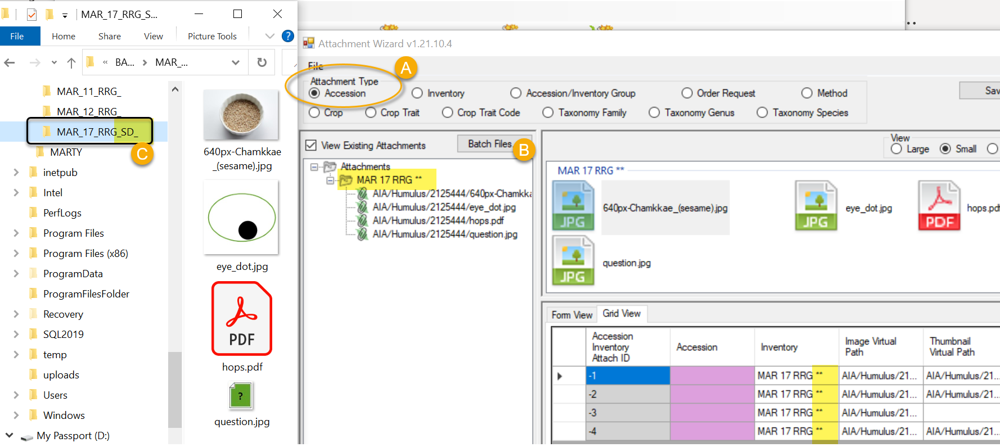 MAR_17_RRG_S...
File Home Share View Picture Tools ?
« BA... > MAR_...
MAR_11_RRG_
MAR_12_RRG_
MAR_17_RRG_SD_
C
MARTY
inetpub
Intel
PerfLogs
Program Files
Program Files (x86)
ProgramData
ProgramFilesFolder
Recovery
SQL2019
temp
uploads
Users
Windows
My Passport (D:)
640px-Chamkkae
_(sesame).jpg
eye_dot.jpg
PDF
hops.pdf
?
question.jpg
Attachment Wizard v1.21.10.4
File
A
Attachment Type
Accession Inventory Accession/Inventory Group Order Request Method
Crop Crop Trait Crop Trait Code Taxonomy Family Taxonomy Genus Taxonomy Species
Sav
View Existing Attachments Batch Files...
B
Attachments
MAR 17 RRG **
AIA/Humulus/2125444/640px-Chamkka
AIA/Humulus/2125444/eye_dot.jpg
AIA/Humulus/2125444/hops.pdf
AIA/Humulus/2125444/question.jpg
View
Large Small
MAR 17 RRG **
JPG 640px-Chamkkae_(sesame).jpg JPG eye_dot.jpg PDF hops.pdf
JPG question.jpg
Form View Grid View
Accession Inventory Attach ID Accession Inventory Image Virtual Path Thumbnail Virtual Path
-1 MAR 17 RRG ** AIA/Humulus/21... AIA/Humulus/21...
-2 MAR 17 RRG ** AIA/Humulus/21... AIA/Humulus/21...
-3 MAR 17 RRG ** AIA/Humulus/21...
-4 MAR 17 RRG ** AIA/Humulus/21... AIA/Humulus/21...